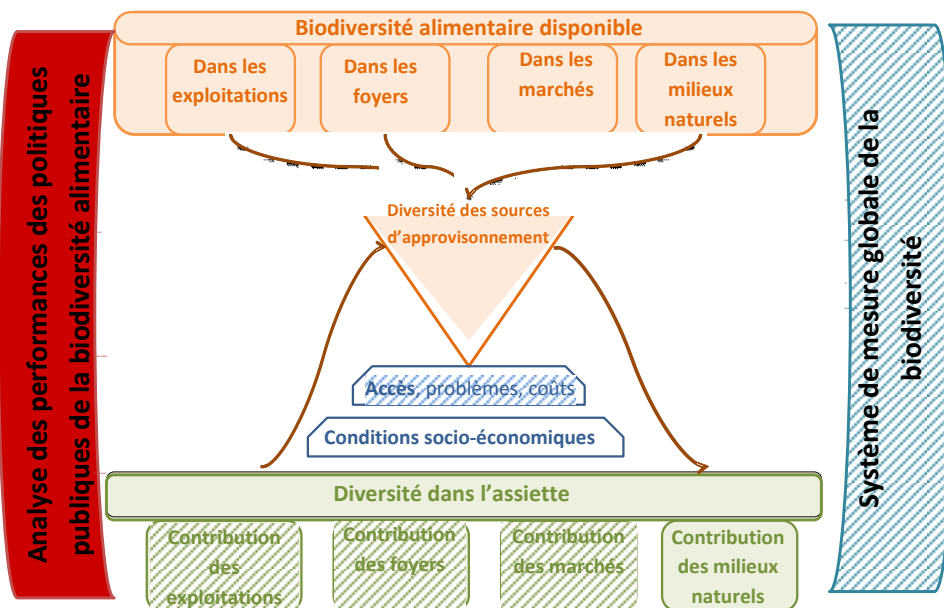 Analyse des performances des politiques
publiques de la biodiversité alimentaire
Biodiversité alimentaire disponible
Dans les
exploitations
Dans les
foyers
Dans les
marchés
Dans les
milieux
naturels
Diversité des sources
d'approvisonnement
Accès, problèmes, coûts
Conditions socio-économiques
Diversité dans l'assiette
Contribution
des
exploitations
Contribution
des foyers
Contribution
des marchés
Contribution
des milieux
naturels
Système de mesure globale de la
biodiversité